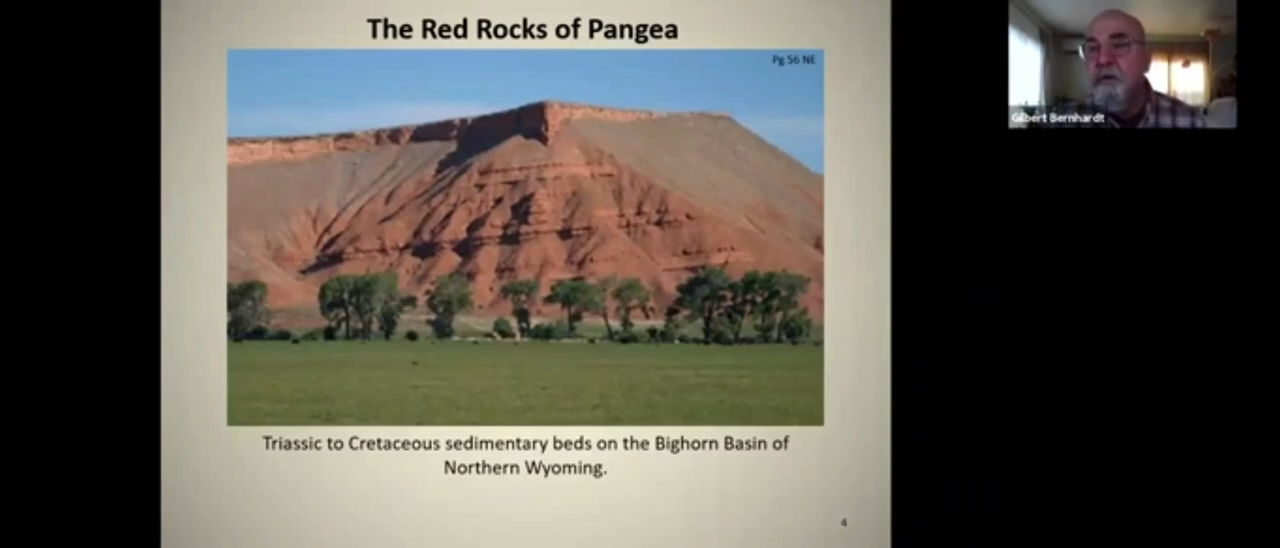 The Red Rocks of Pangea
Pg 56 NE
Gilbert Bernhardt
Triassic to Cretaceous sedimentary beds on the Bighorn Basin of
Northern Wyoming.
4